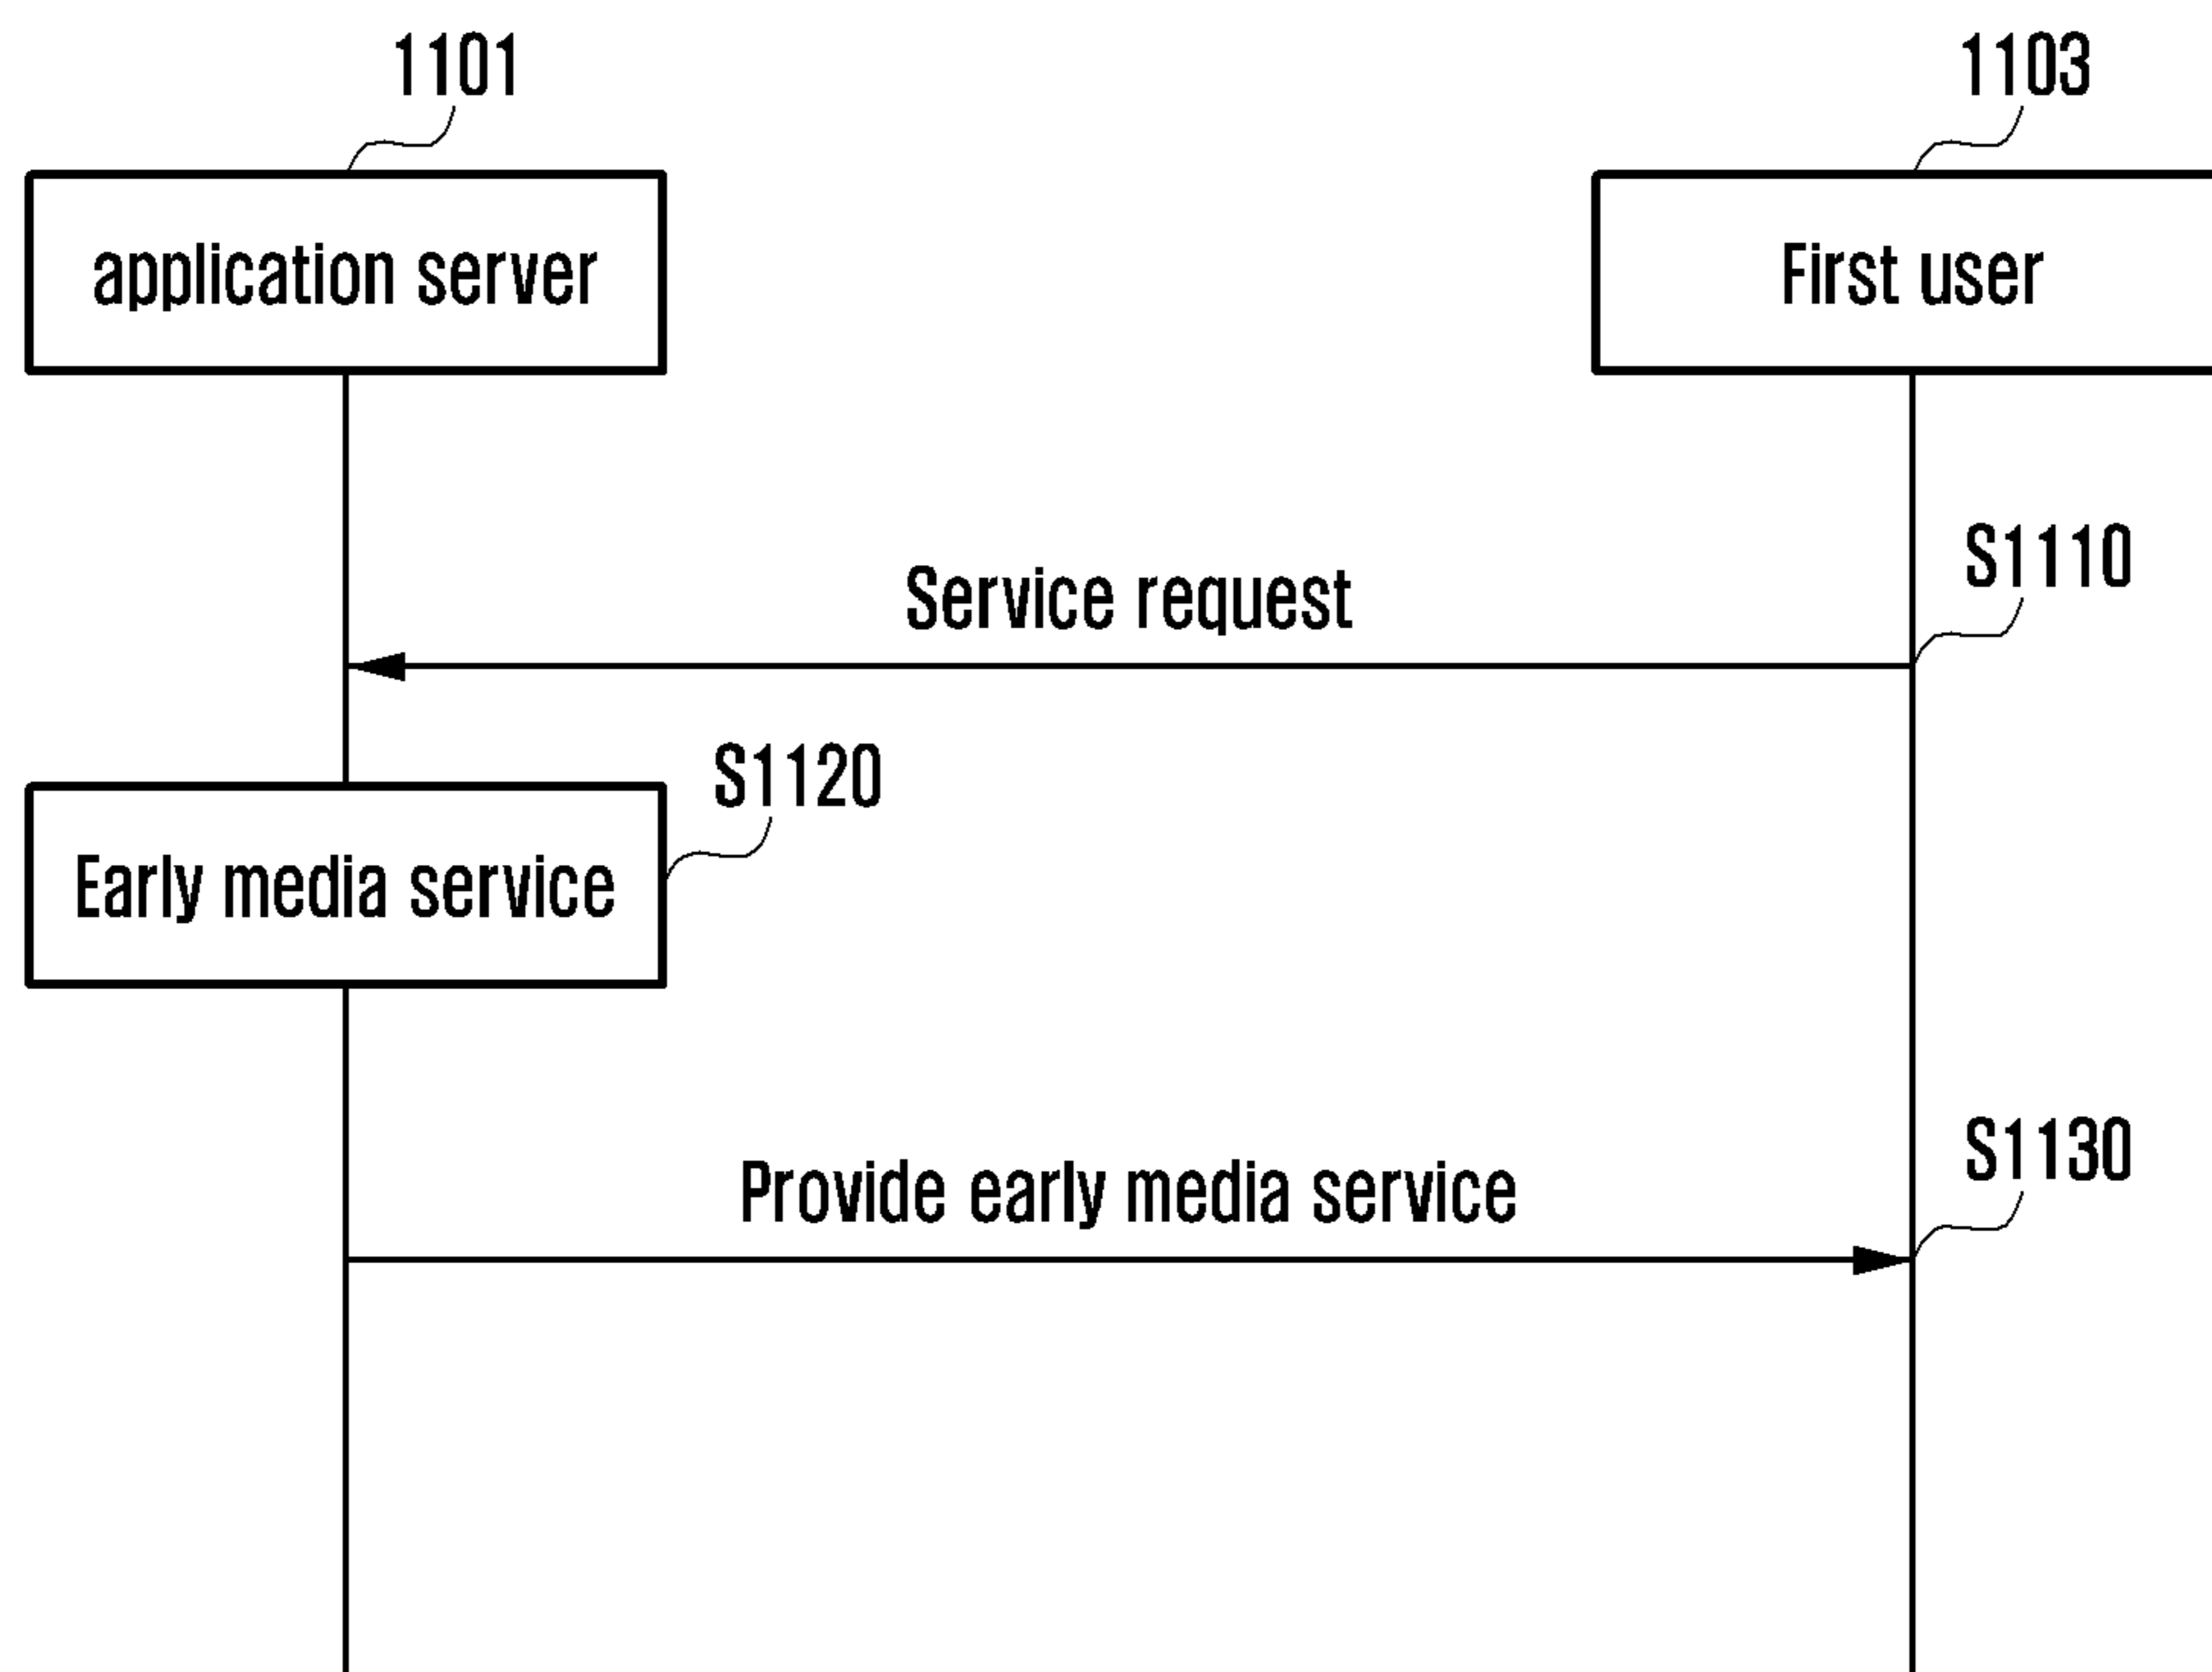 1101
1103
application server
First user
S1110
Service request
S1120
Early media service
S1130
Provide early media service